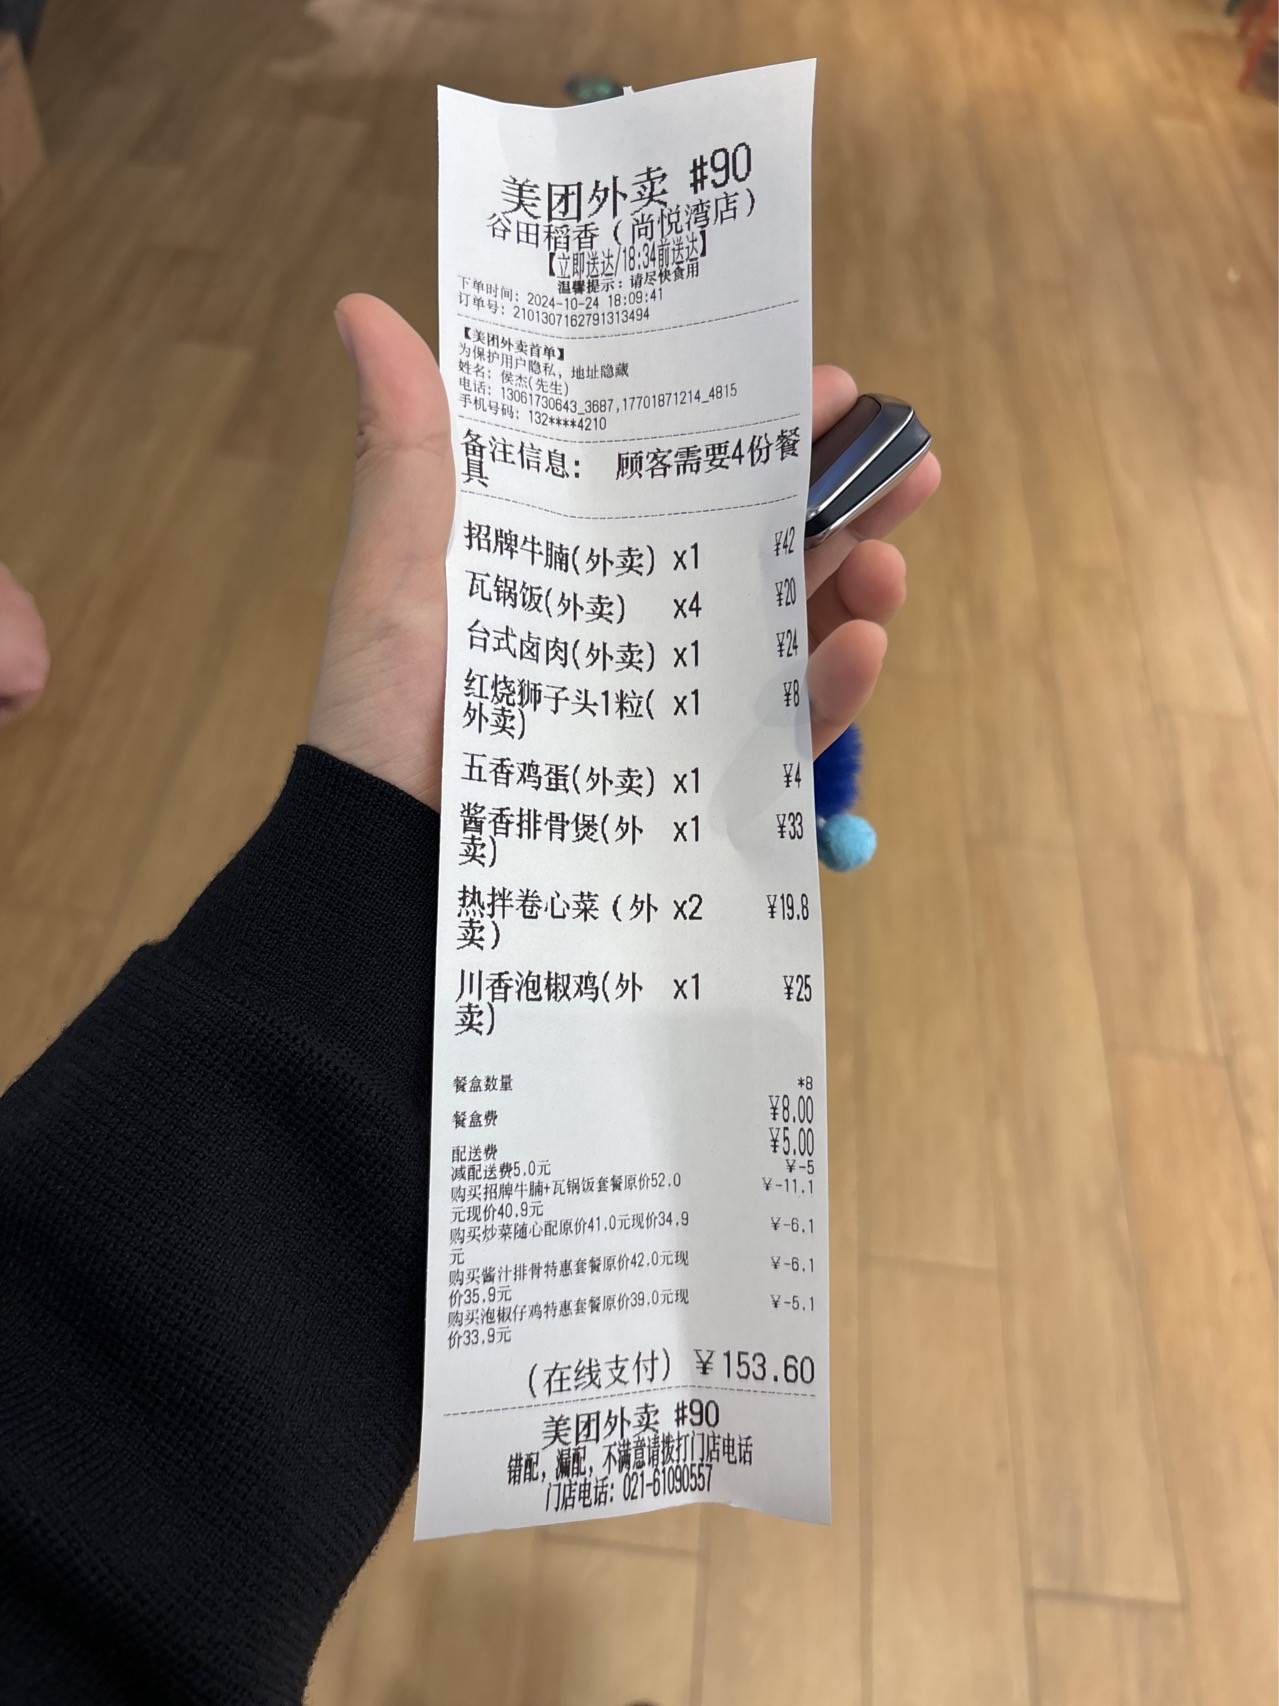 美团外卖 #90
谷田稻香（尚悦湾店）
【立即送达/18:34前送达】
温馨提示：请尽快食用
下单时间：2024-10-24 18:09:41
订单号：2101307162791313494
【美团外卖首单】
为保护用户隐私，地址隐藏
姓名：侯杰(先生)
电话：13061730643_3687,17701871214_4815
手机号码：132****4210
备注信息： 顾客需要4份餐
具
招牌牛腩(外卖) x1 ¥42
瓦锅饭(外卖) x4 ¥20
台式卤肉(外卖) x1 ¥24
红烧狮子头1粒( x1 ¥8
外卖)
五香鸡蛋(外卖) x1 ¥4
酱香排骨煲(外 x1 ¥33
卖)
热拌卷心菜（外 x2 ¥19.8
卖）
川香泡椒鸡(外 x1 ¥25
卖)
餐盒数量 *8
餐盒费 ¥8.00
配送费 ¥5.00
减配送费5.0元 ¥-5
购买招牌牛腩+瓦锅饭套餐原价52.0 ¥-11.1
元现价40.9元
购买炒菜随心配原价41.0元现价34.9 ¥-6.1
元
购买酱汁排骨特惠套餐原价42.0元现 ¥-6.1
价35.9元
购买泡椒仔鸡特惠套餐原价39.0元现 ¥-5.1
价33.9元
(在线支付) ¥153.60
美团外卖 #90
错配，漏配，不满意请拨打门店电话
门店电话：021-61090557